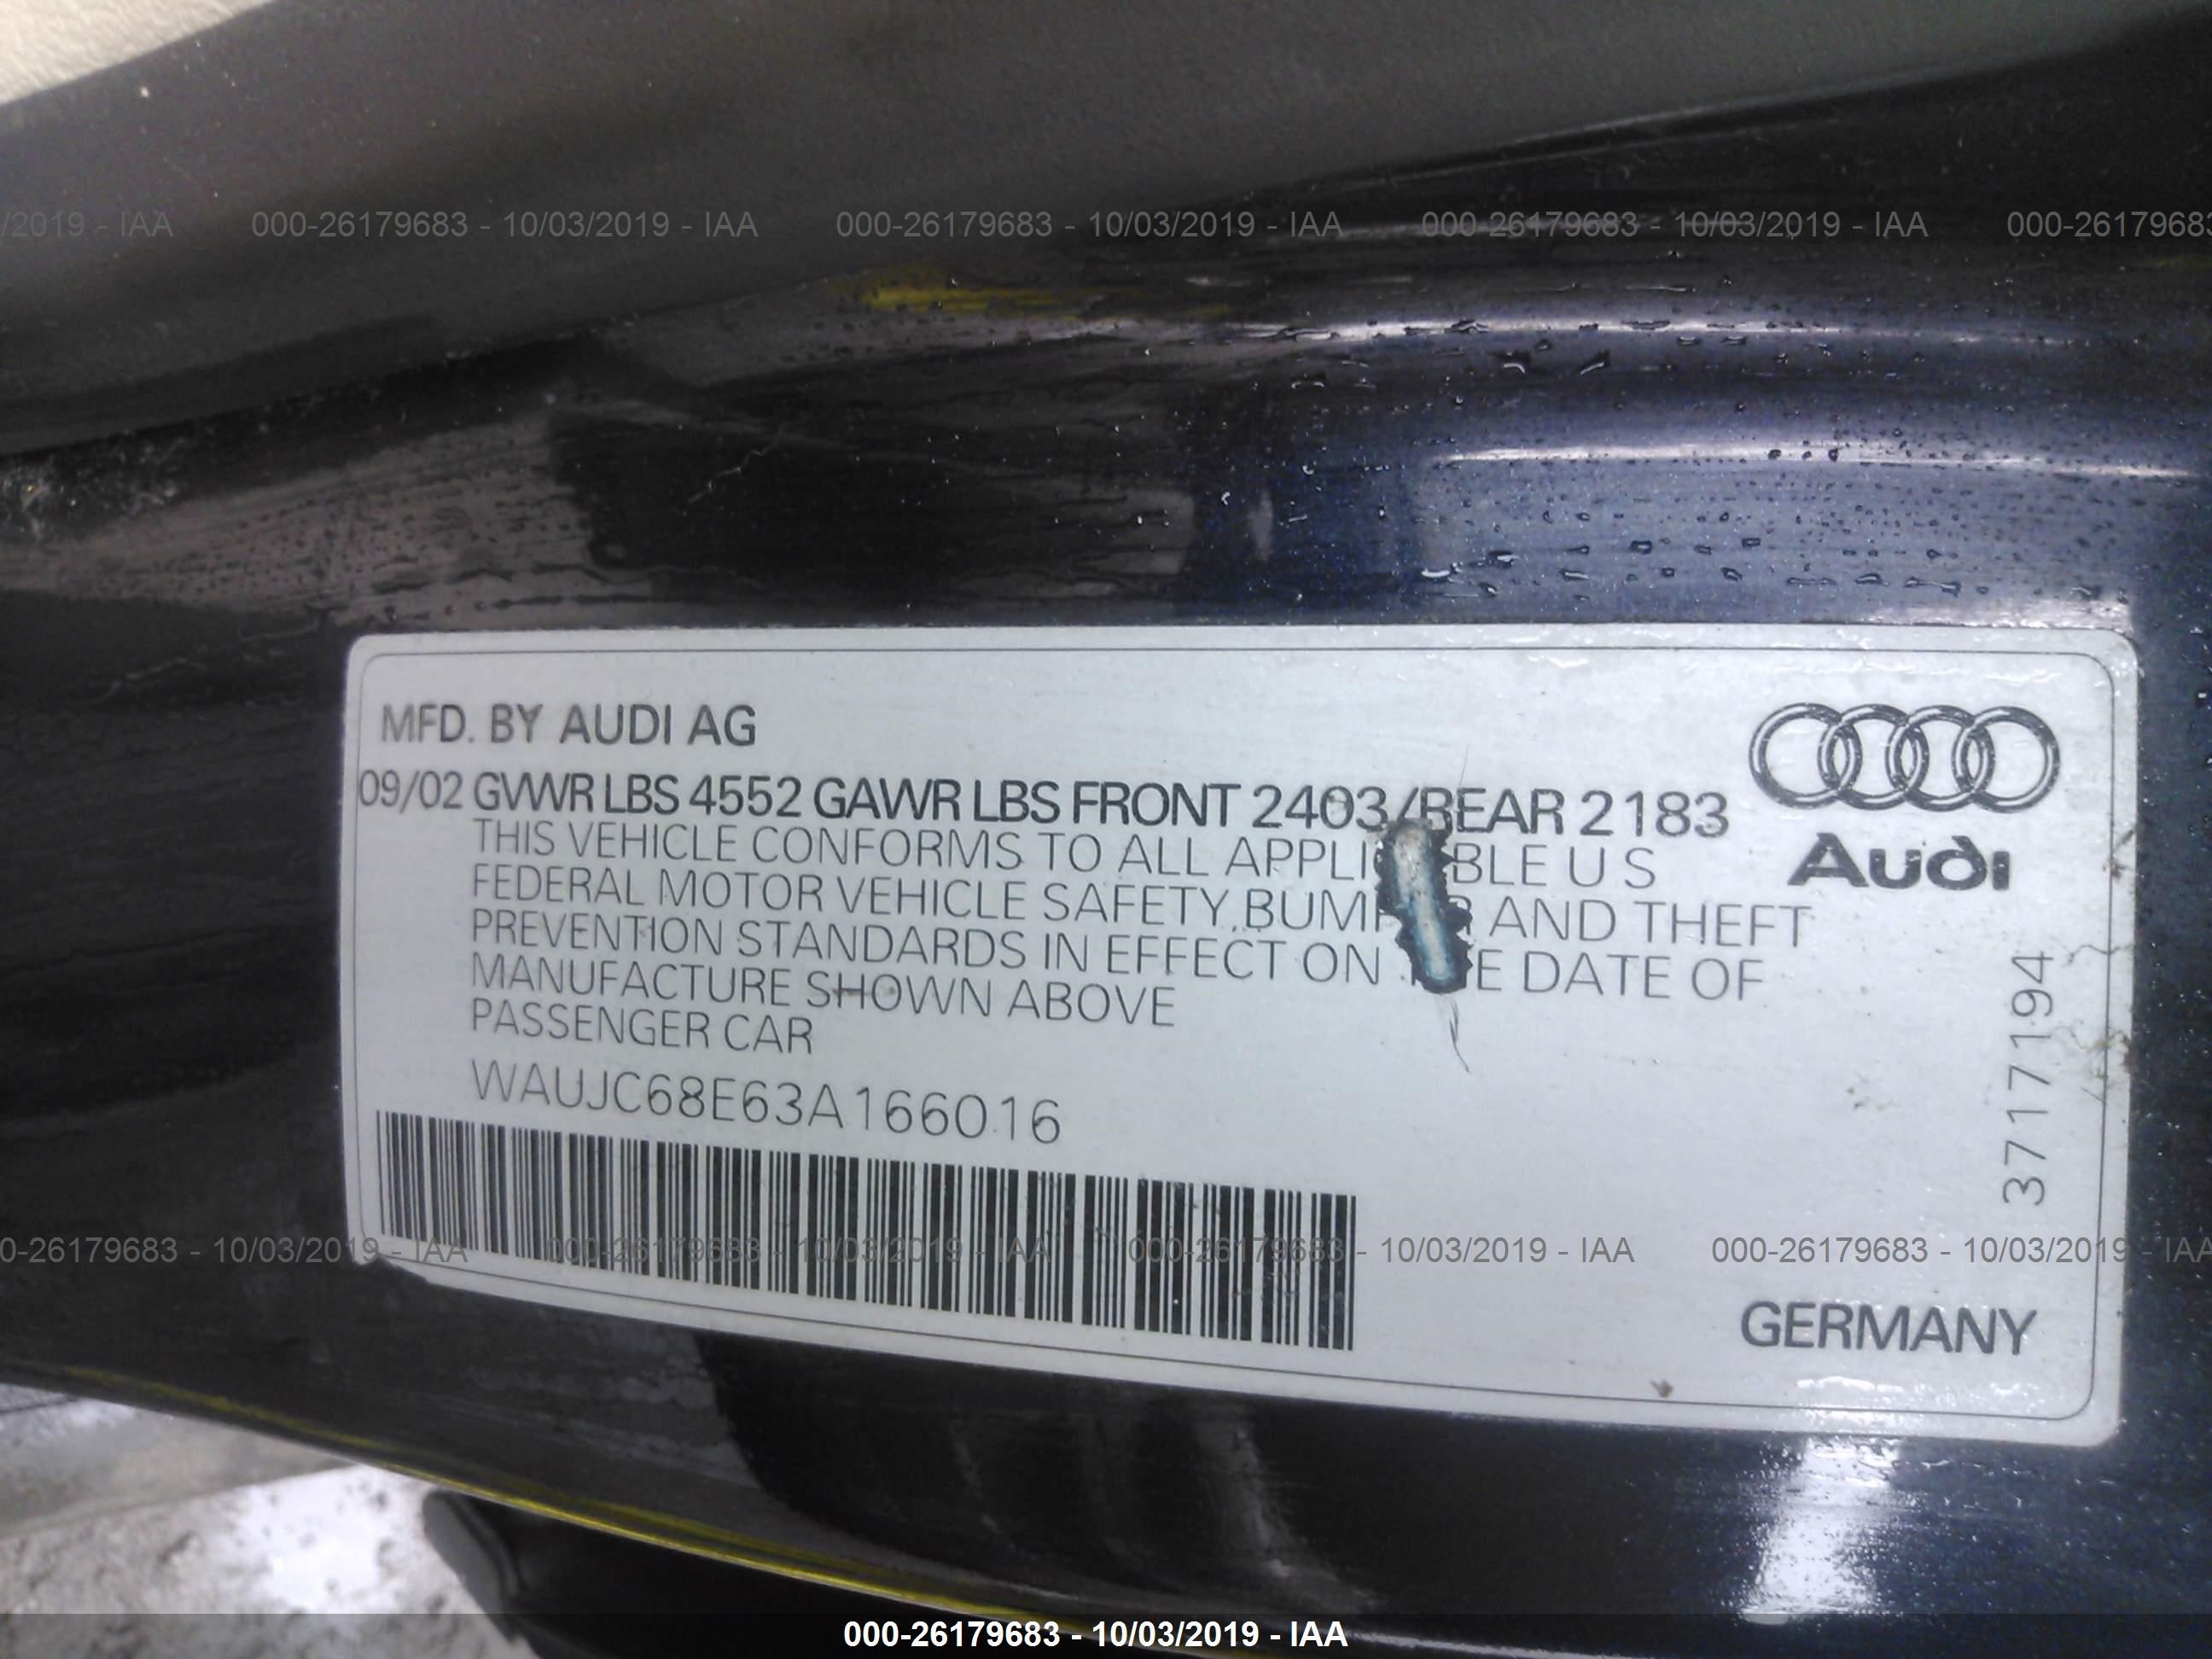 /2019 - IAA 000-26179683 - 10/03/2019 - IAA 000-26179683 - 10/03/2019 - IAA 000-26179683 - 10/03/2019 - IAA 000-2617968
MFD. BY AUDI AG
09/02 GVWR LBS 4552 GAWR LBS FRONT 2403/REAR 2183
THIS VEHICLE CONFORMS TO ALL APPLICABLE U S
FEDERAL MOTOR VEHICLE SAFETY, BUMPER AND THEFT
PREVENTION STANDARDS IN EFFECT ON THE DATE OF
MANUFACTURE SHOWN ABOVE
PASSENGER CAR
WAUJC68E63A166016
Audi
3717194
0-26179683 - 10/03/2019 - IAA 000-26179683 - 10/03/2019 - IAA 000-26179683 - 10/03/2019 - IAA 000-26179683 - 10/03/2019 - IAA
GERMANY
000-26179683 - 10/03/2019 - IAA